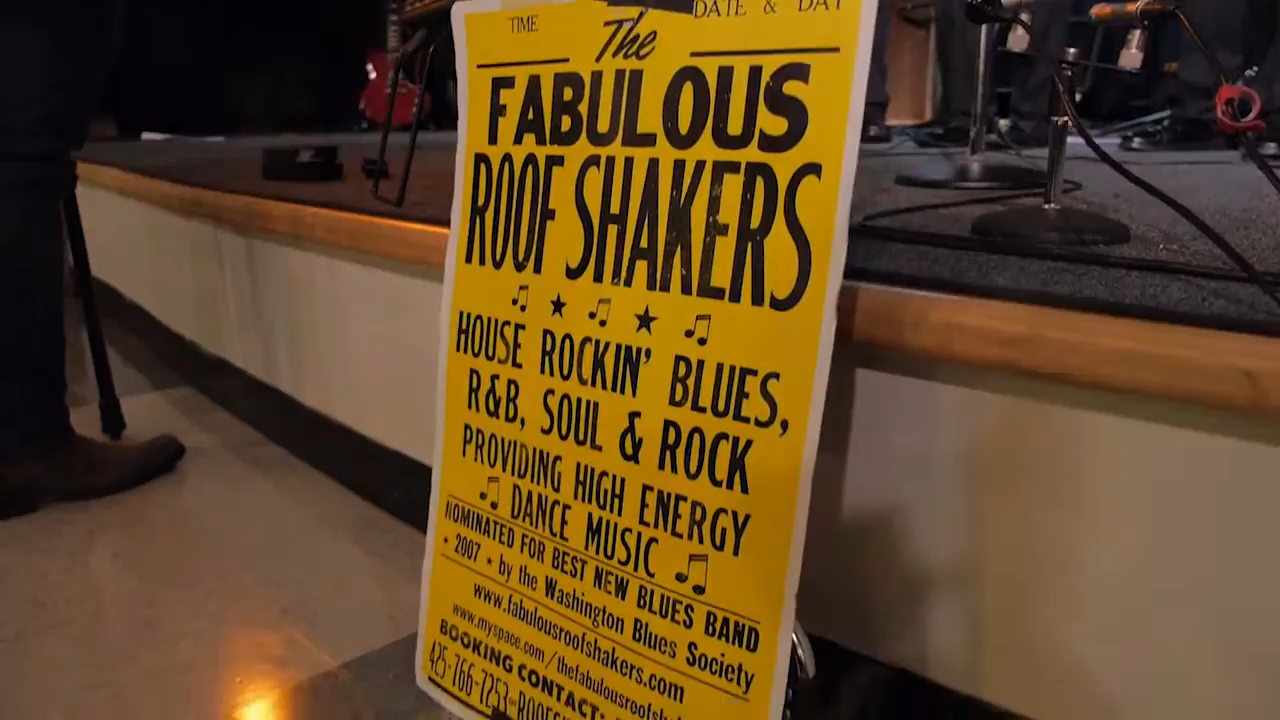 TIME
DATE & DAY
The
FABULOUS
ROOF SHAKERS
HOUSE ROCKIN' BLUES,
R&B, SOUL & ROCK
PROVIDING HIGH ENERGY
DANCE MUSIC
NOMINATED FOR BEST NEW BLUES BAND
• 2007 • by the Washington Blues Society
www.fabulousroofshakers.com
www.myspace.com/thefabulousroofshak
BOOKING CONTACT:
425-766-7253